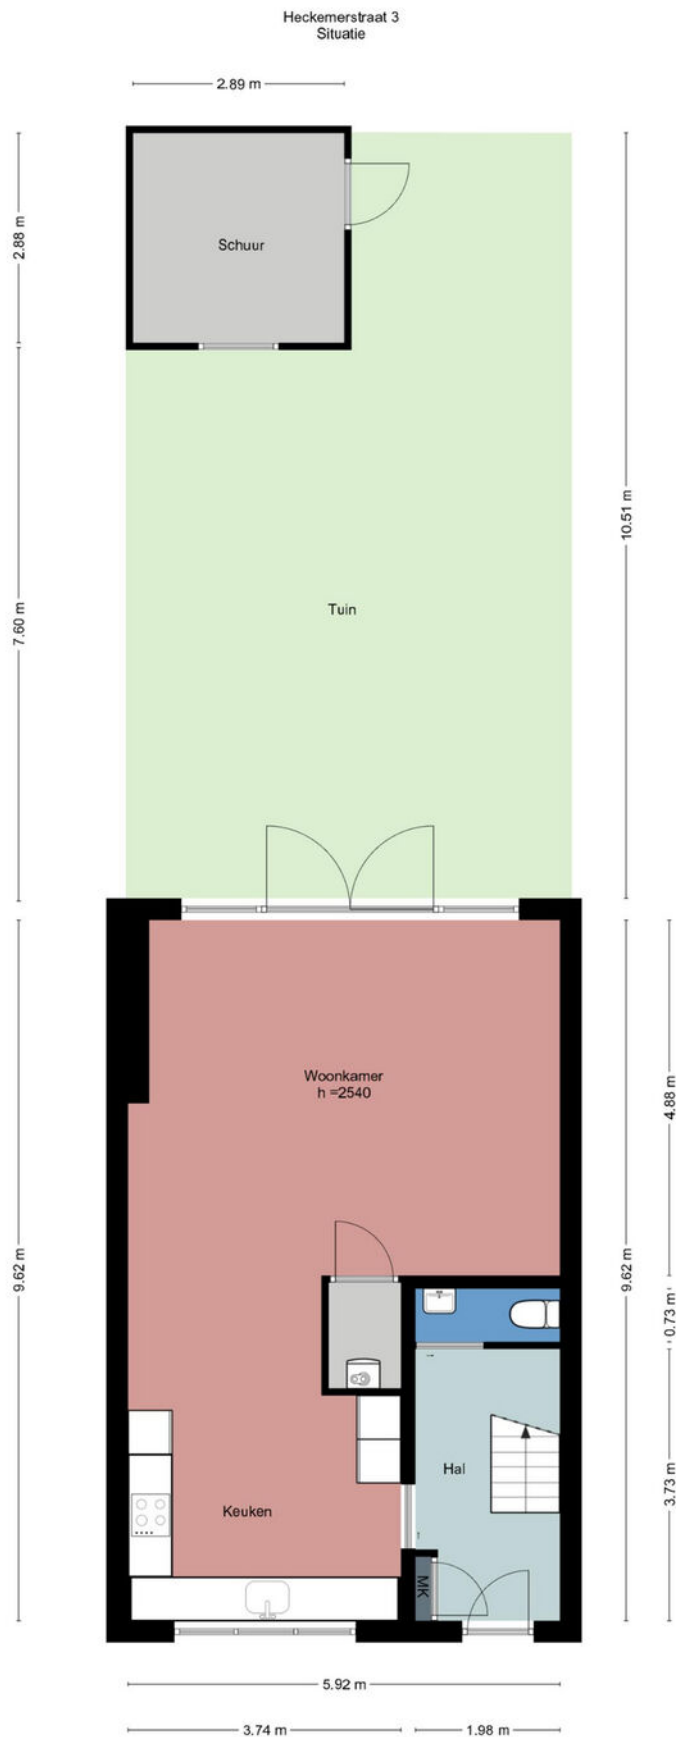 Heckemerstraat 3
Situatie
2.89 m
2.88 m
Schuur
10.51 m
7.60 m
Tuin
Woonkamer
h =2540
4.88 m
9.62 m
9.62 m
0.73 m
Hal
3.73 m
Keuken
MK
5.92 m
3.74 m
1.98 m